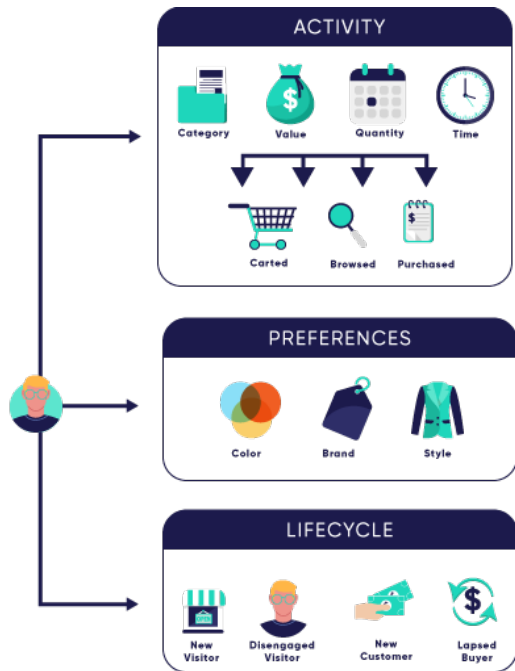 ACTIVITY
Category
Value
Quantity
Time
$
$
Carted
Browsed
Purchased
PREFERENCES
Color
Brand
Style
LIFECYCLE
$
New
Visitor
Disengaged
Visitor
New
Customer
Lapsed
Buyer